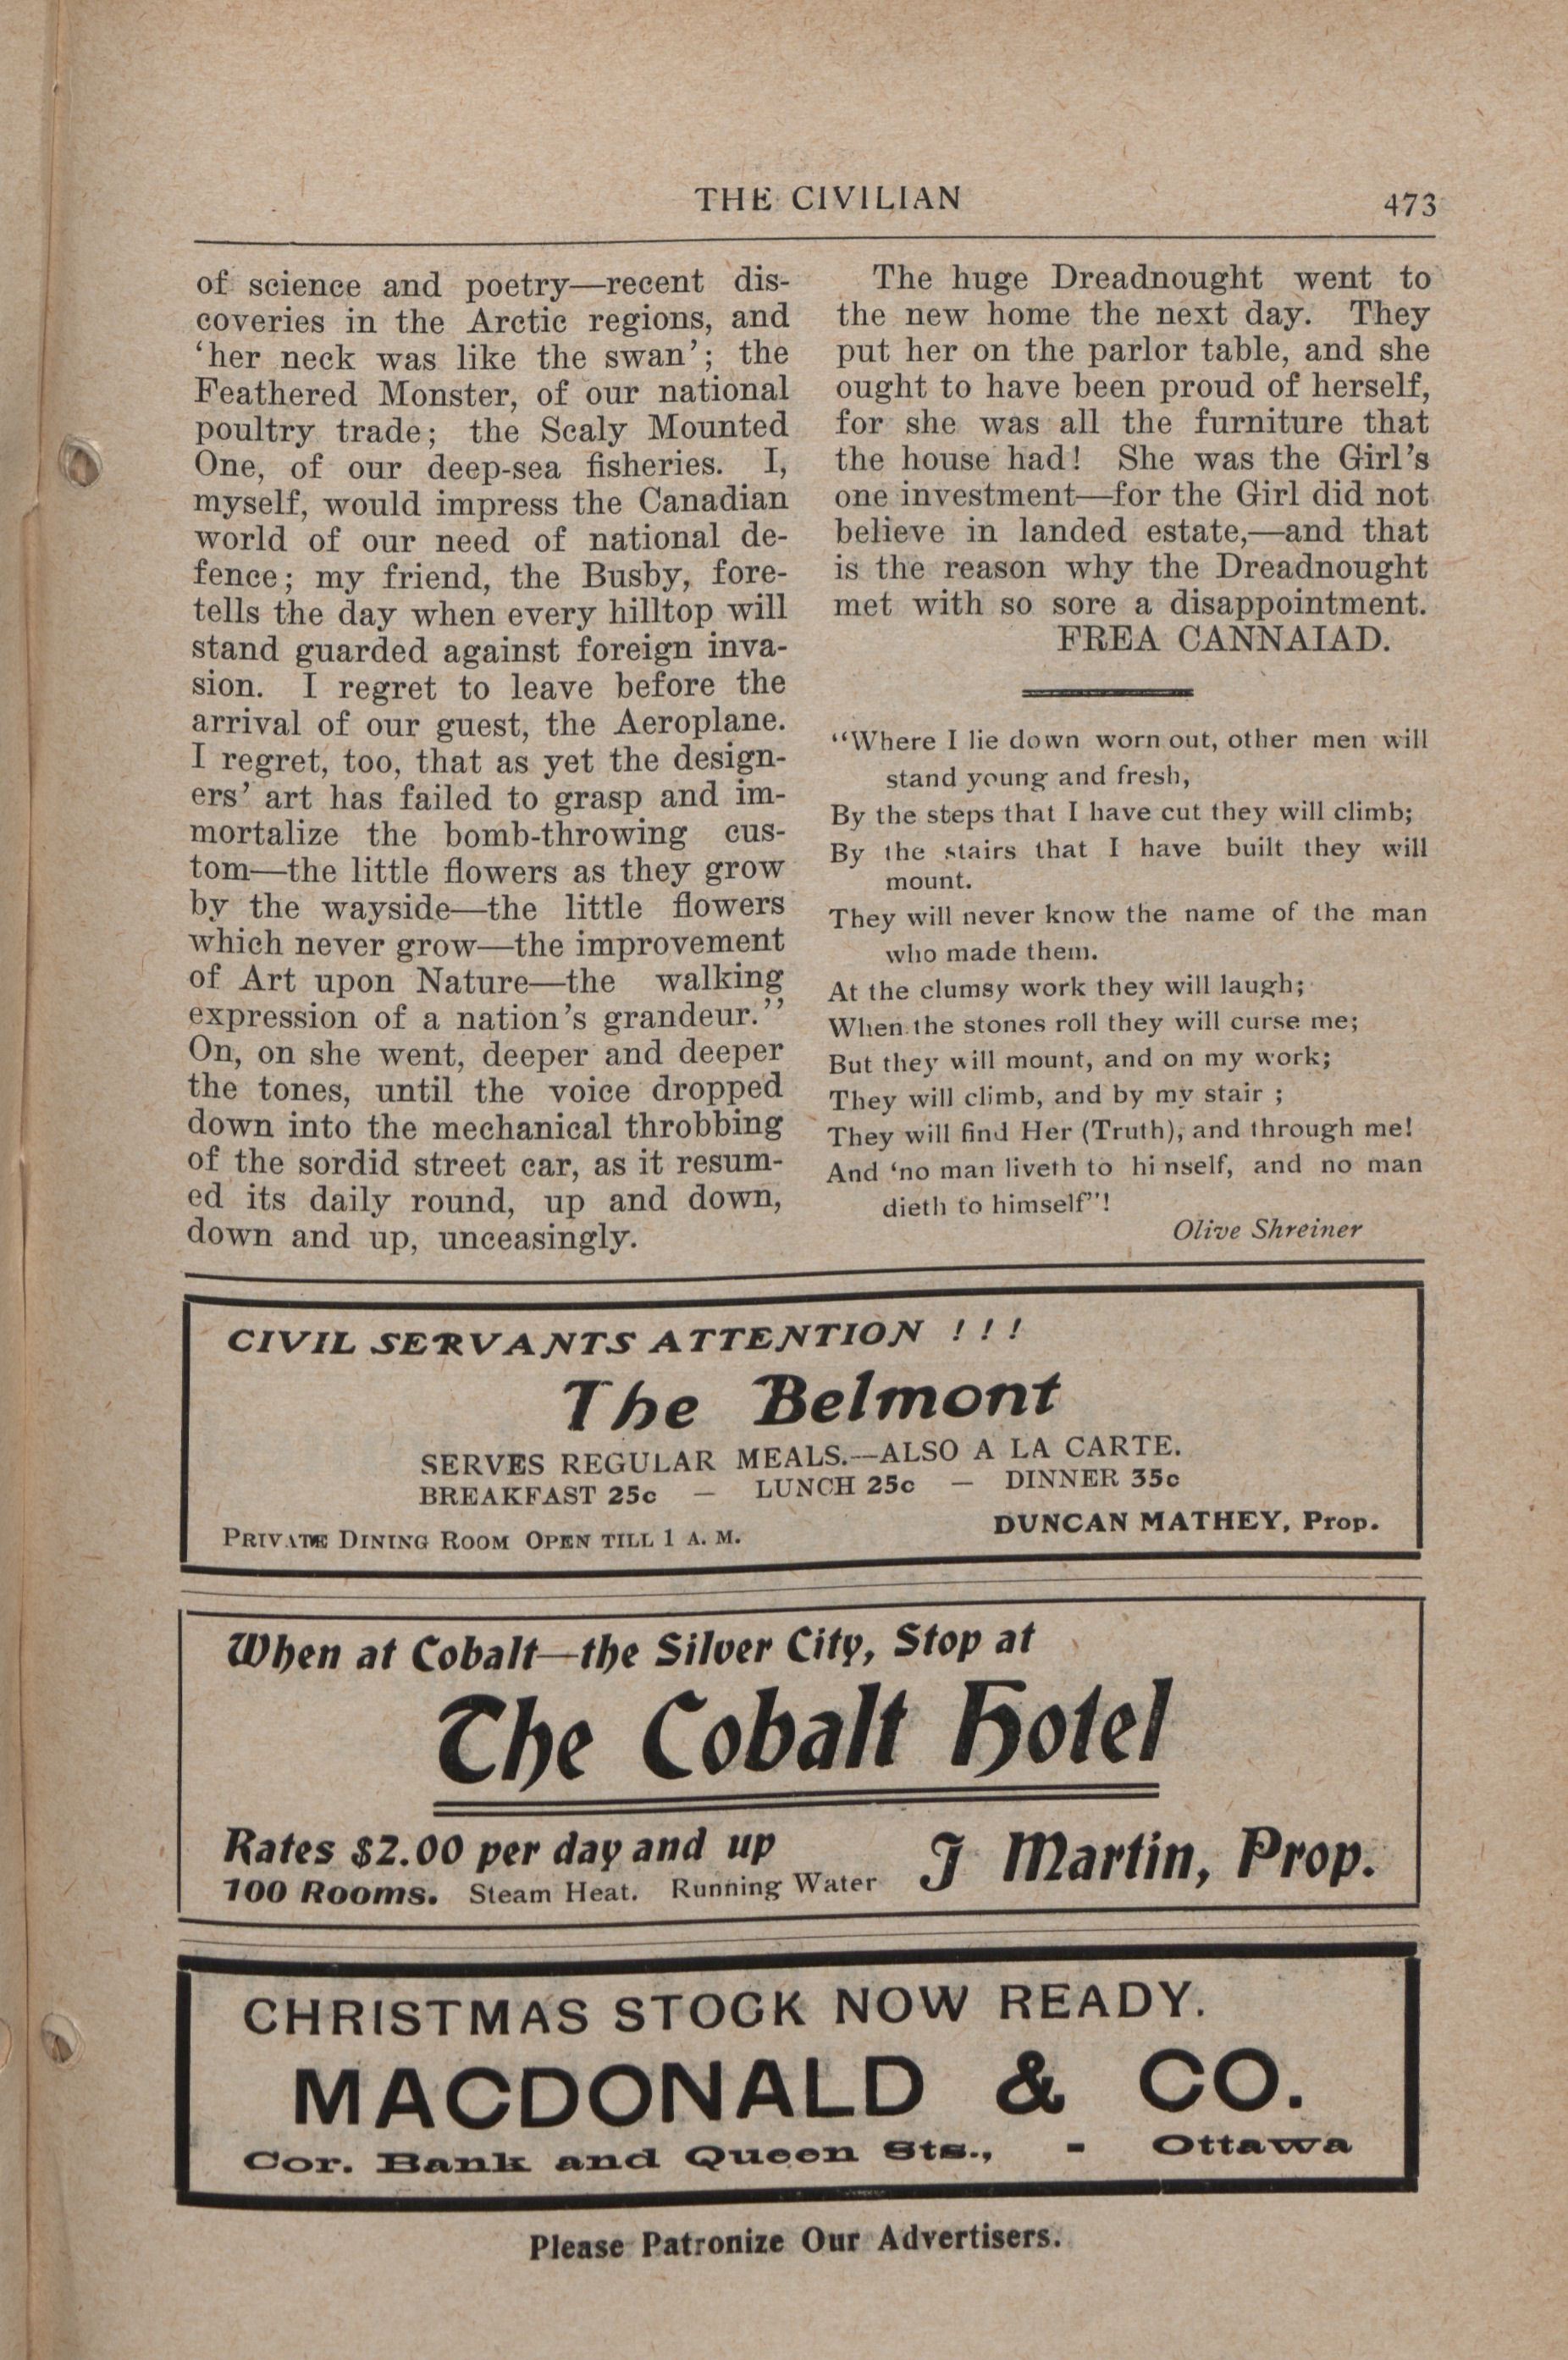 THE CIVILIAN
473
of science and poetry—recent dis-
coveries in the Arctic regions, and
‘her neck was like the swan’; the
Feathered Monster, of our national
poultry trade; the Scaly Mounted
One, of our deep-sea fisheries. I,
myself, would impress the Canadian
world of our need of national de-
fence; my friend, the Busby, fore-
tells the day when every hilltop will
stand guarded against foreign inva-
sion. I regret to leave before the
arrival of our guest, the Aeroplane.
I regret, too, that as yet the design-
ers’ art has failed to grasp and im-
mortalize the bomb-throwing cus-
tom—the little flowers as they grow
by the wayside—the little flowers
which never grow—the improvement
of Art upon Nature—the walking
expression of a nation’s grandeur.”
On, on she went, deeper and deeper
the tones, until the voice dropped
down into the mechanical throbbing
of the sordid street car, as it resum-
ed its daily round, up and down,
down and up, unceasingly.
The huge Dreadnought went to
the new home the next day. They
put her on the parlor table, and she
ought to have been proud of herself,
for she was all the furniture that
the house had! She was the Girl’s
one investment—for the Girl did not
believe in landed estate,—and that
is the reason why the Dreadnought
met with so sore a disappointment.
FREA CANNAIAD.
“Where I lie down worn out, other men will
stand young and fresh,
By the steps that I have cut they will climb;
By the stairs that I have built they will
mount.
They will never know the name of the man
who made them.
At the clumsy work they will laugh;
When the stones roll they will curse me;
But they will mount, and on my work;
They will climb, and by my stair ;
They will find Her (Truth), and through me!
And ‘no man liveth to hi nself, and no man
dieth to himself”!
Olive Shreiner
CIVIL SERVANTS ATTENTION ! ! !
The Belmont
SERVES REGULAR MEALS.—ALSO A LA CARTE.
BREAKFAST 25c — LUNCH 25c — DINNER 35c
DUNCAN MATHEY, Prop.
PRIVATE DINING ROOM OPEN TILL 1 A. M.
When at Cobalt—the Silver City, Stop at
The Cobalt Hotel
Rates $2.00 per day and up
100 Rooms. Steam Heat. Running Water
J Martin, Prop.
CHRISTMAS STOCK NOW READY.
MACDONALD & CO.
Cor. Bank and Queen Sts., - Ottawa
Please Patronize Our Advertisers.